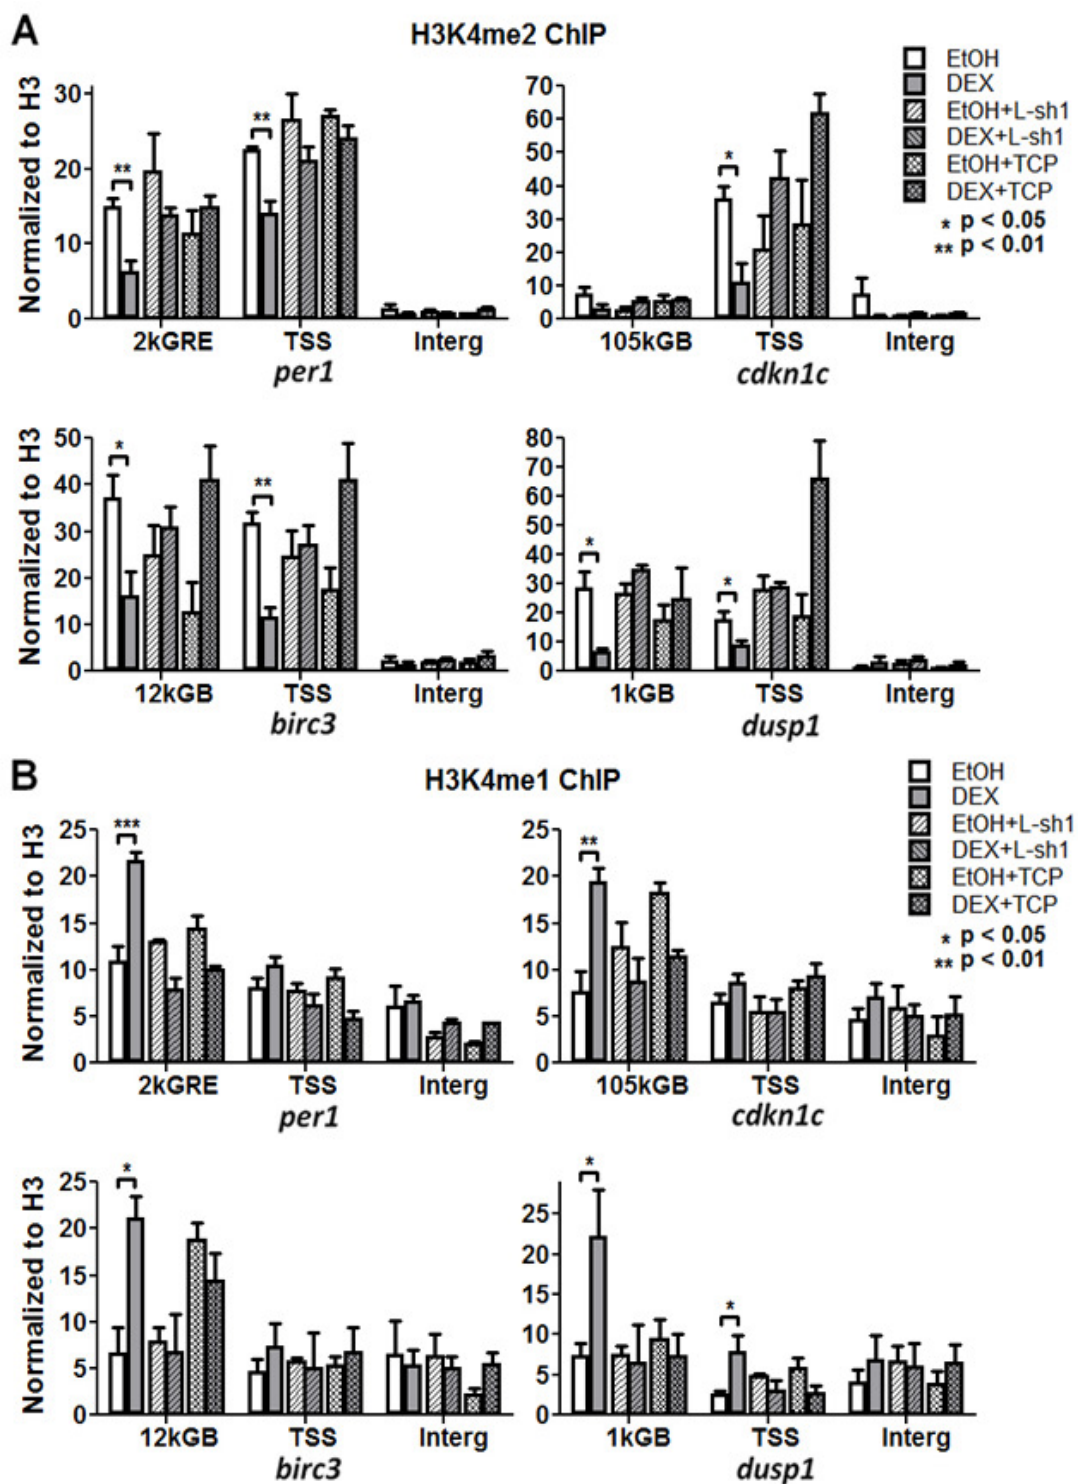 A
H3K4me2 ChIP
EtOH
DEX
EtOH+L-sh1
DEX+L-sh1
EtOH+TCP
DEX+TCP
* p < 0.05
** p < 0.01
Normalized to H3
30
20
10
0
**
**
2kGRE TSS Interg
per1
70
60
50
40
30
20
10
0
*
105kGB TSS Interg
cdkn1c
Normalized to H3
50
40
30
20
10
0
*
**
12kGB TSS Interg
birc3
80
70
60
50
40
30
20
10
0
*
*
1kGB TSS Interg
dusp1
B
H3K4me1 ChIP
EtOH
DEX
EtOH+L-sh1
DEX+L-sh1
EtOH+TCP
DEX+TCP
* p < 0.05
** p < 0.01
Normalized to H3
25
20
15
10
5
0
***
2kGRE TSS Interg
per1
25
20
15
10
5
0
**
105kGB TSS Interg
cdkn1c
Normalized to H3
25
20
15
10
5
0
*
12kGB TSS Interg
birc3
25
20
15
10
5
0
*
*
1kGB TSS Interg
dusp1